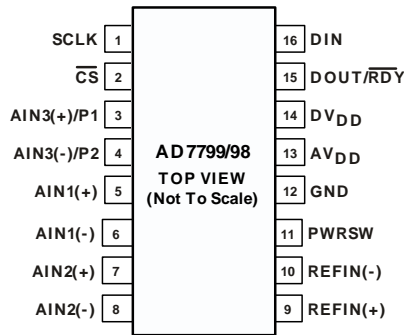 SCLK 1 16 DIN
CS 2 15 DOUT/RDY
AIN3(+)/P1 3 14 DVDD
AIN3(-)/P2 4 AD7799/98 13 AVDD
AIN1(+) 5 TOP VIEW 12 GND
(Not To Scale)
AIN1(-) 6 11 PWRSW
AIN2(+) 7 10 REFIN(-)
AIN2(-) 8 9 REFIN(+)